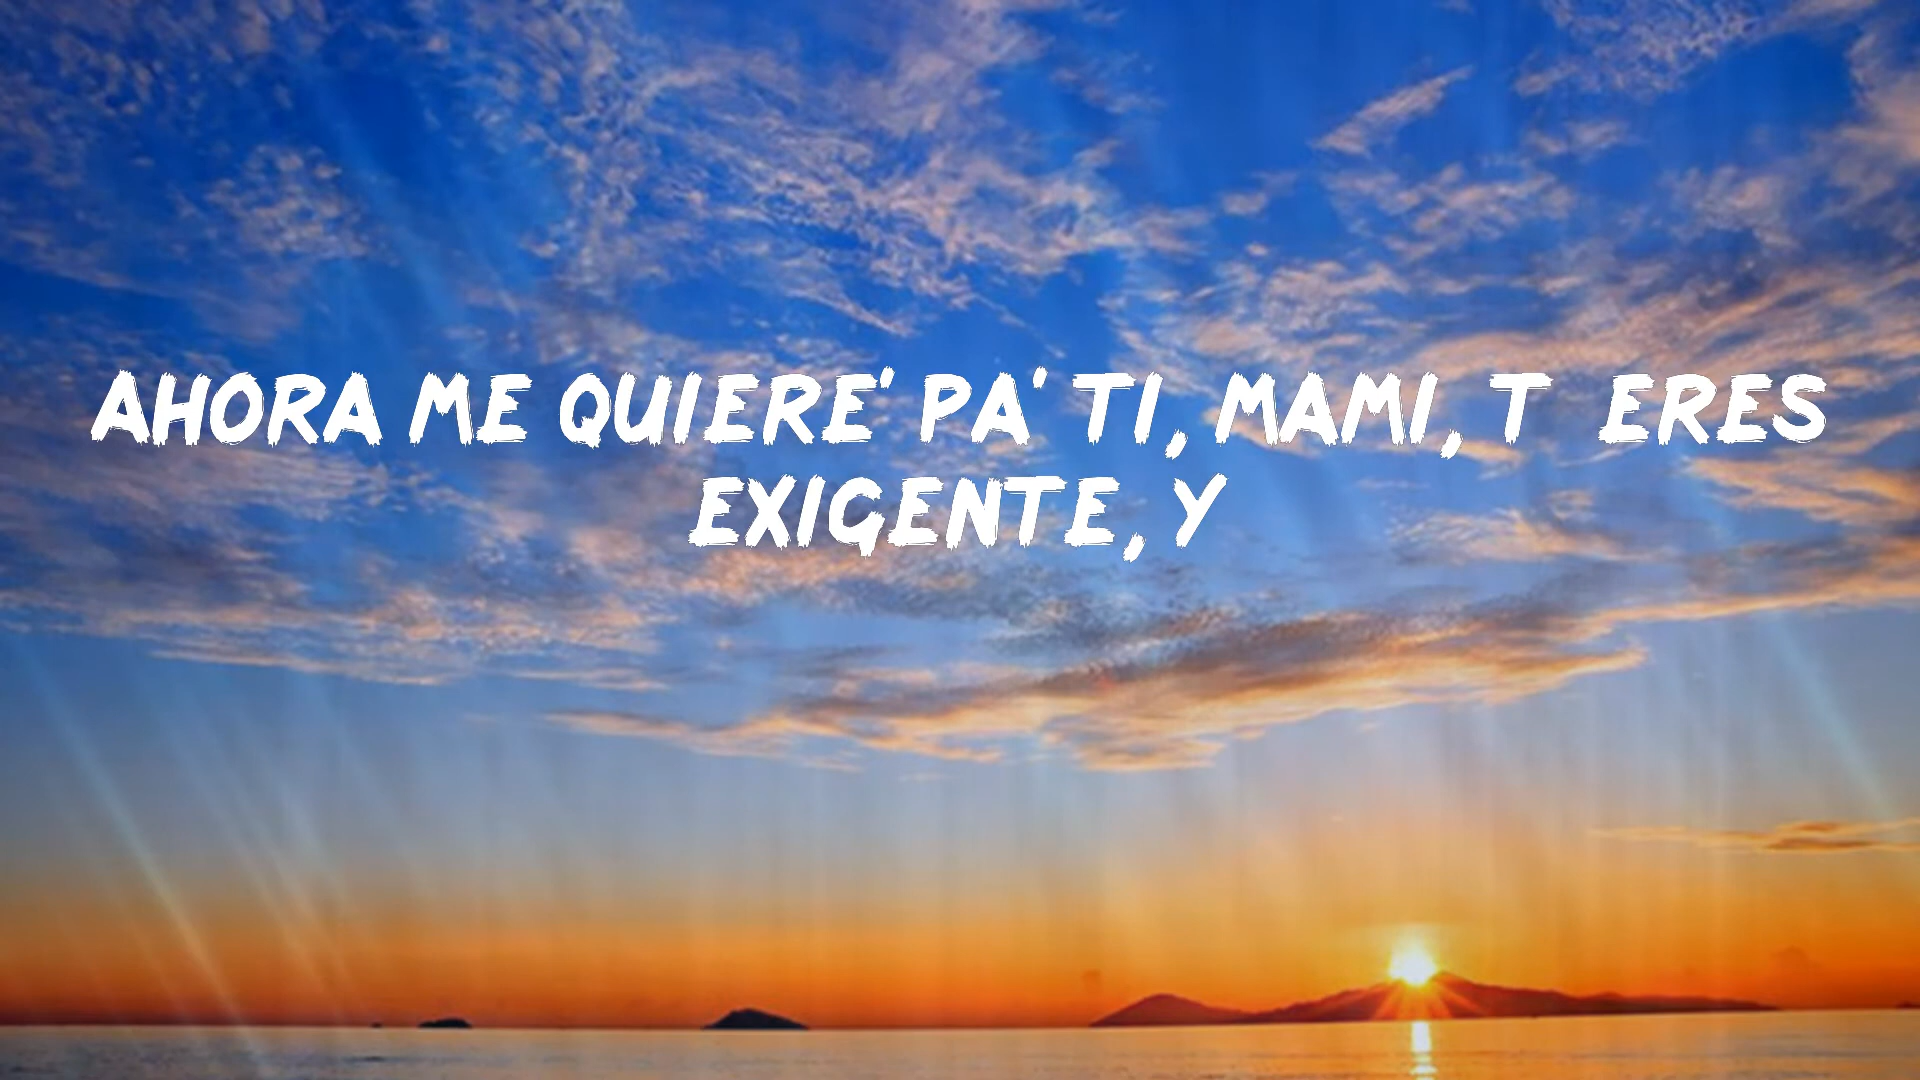 AHORA ME QUIERE' PA' TI, MAMI, T  ERES
EXIGENTE, Y